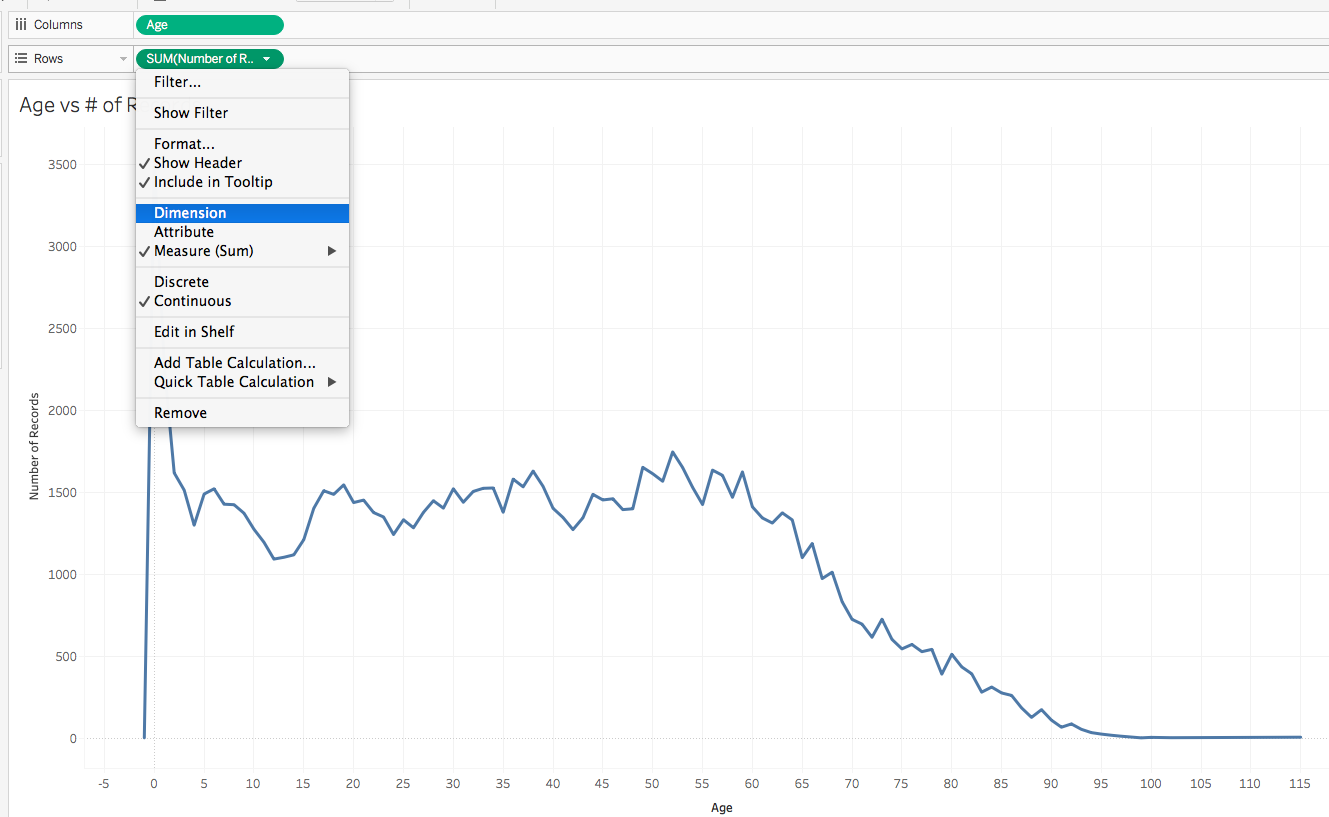 Columns
Age
Rows
SUM(Number of R..
Age vs # of R
Filter...
Show Filter
Format...
Show Header
Include in Tooltip
Dimension
Attribute
Measure (Sum)
Discrete
Continuous
Edit in Shelf
Add Table Calculation...
Quick Table Calculation
Remove
Number of Records
3500
3000
2500
2000
1500
1000
500
0
-5 0 5 10 15 20 25 30 35 40 45 50 55 60 65 70 75 80 85 90 95 100 105 110 115
Age